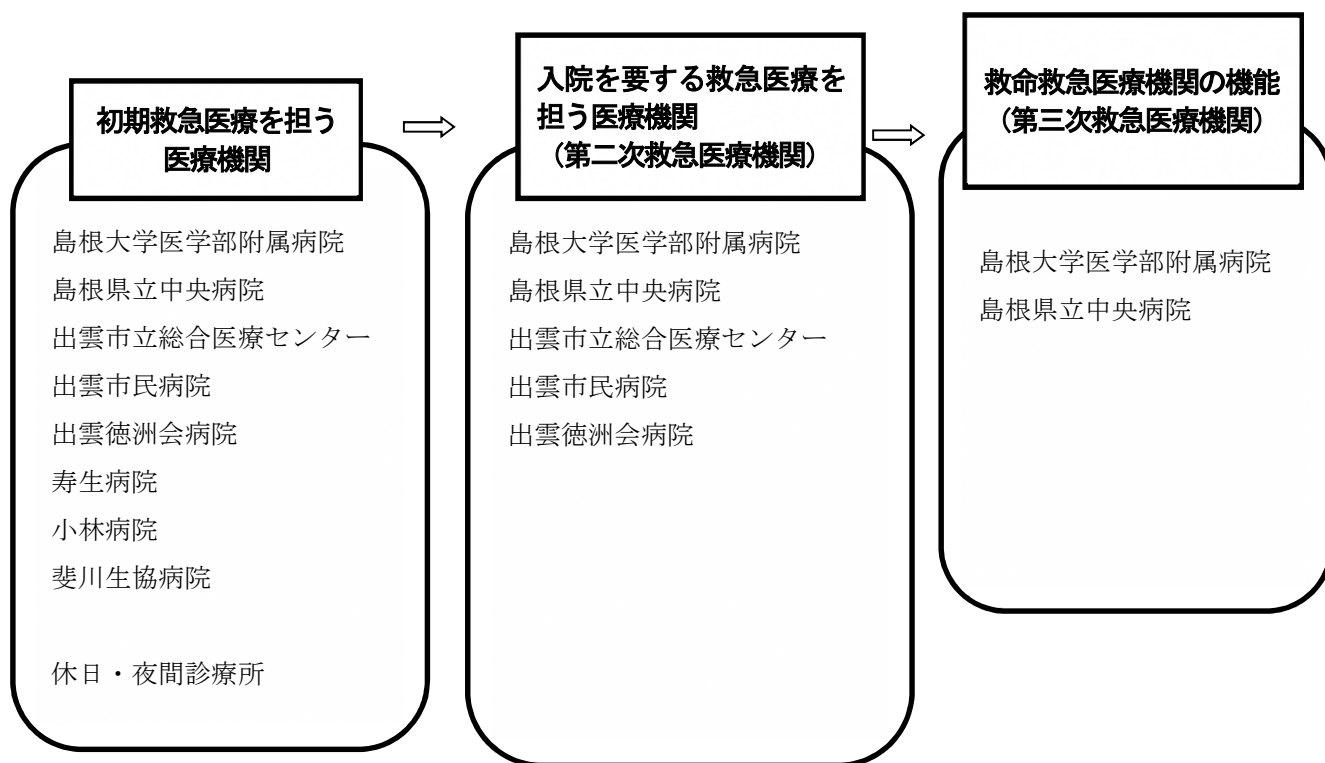 初期救急医療を担う
医療機関
島根大学医学部附属病院
島根県立中央病院
出雲市立総合医療センター
出雲市民病院
出雲徳洲会病院
寿生病院
小林病院
斐川生協病院
休日・夜間診療所
入院を要する救急医療を
担う医療機関
（第二次救急医療機関）
島根大学医学部附属病院
島根県立中央病院
出雲市立総合医療センター
出雲市民病院
出雲徳洲会病院
救命救急医療機関の機能
（第三次救急医療機関）
島根大学医学部附属病院
島根県立中央病院